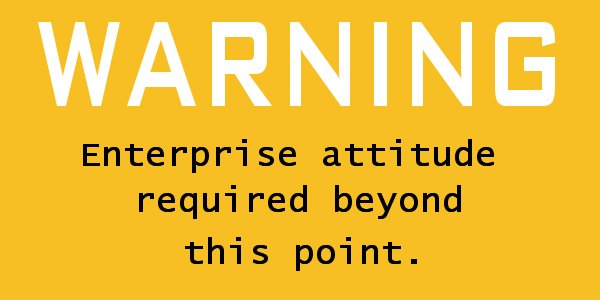 WARNING
Enterprise attitude
required beyond
this point.